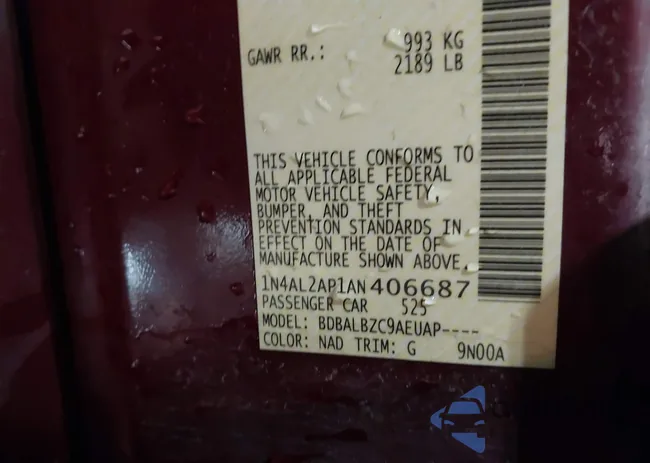 GAWR RR.: 993 KG
2189 LB
THIS VEHICLE CONFORMS TO
ALL APPLICABLE FEDERAL
MOTOR VEHICLE SAFETY,
BUMPER, AND THEFT
PREVENTION STANDARDS IN
EFFECT ON THE DATE OF
MANUFACTURE SHOWN ABOVE.
1N4AL2AP1AN406687
PASSENGER CAR 525
MODEL: BDBALBZC9AEUAP----
COLOR: NAD TRIM: G 9N00A